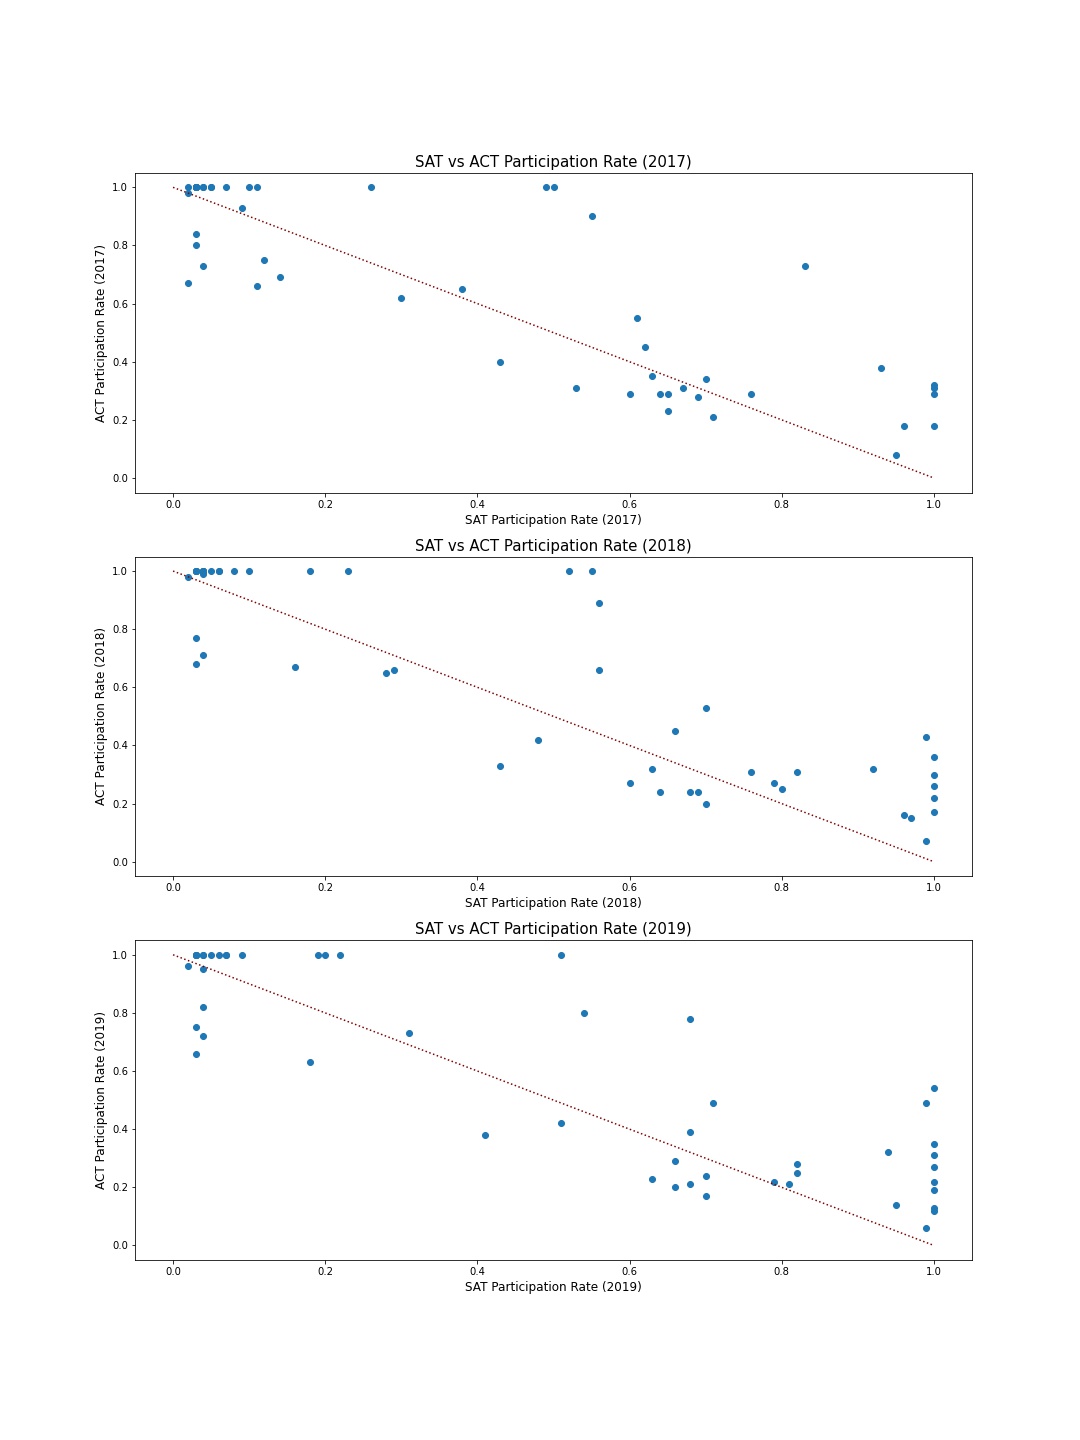 SAT vs ACT Participation Rate (2017)
ACT Participation Rate (2017)
1.0
0.8
0.6
0.4
0.2
0.0
0.0 0.2 0.4 0.6 0.8 1.0
SAT Participation Rate (2017)
SAT vs ACT Participation Rate (2018)
ACT Participation Rate (2018)
1.0
0.8
0.6
0.4
0.2
0.0
0.0 0.2 0.4 0.6 0.8 1.0
SAT Participation Rate (2018)
SAT vs ACT Participation Rate (2019)
ACT Participation Rate (2019)
1.0
0.8
0.6
0.4
0.2
0.0
0.0 0.2 0.4 0.6 0.8 1.0
SAT Participation Rate (2019)